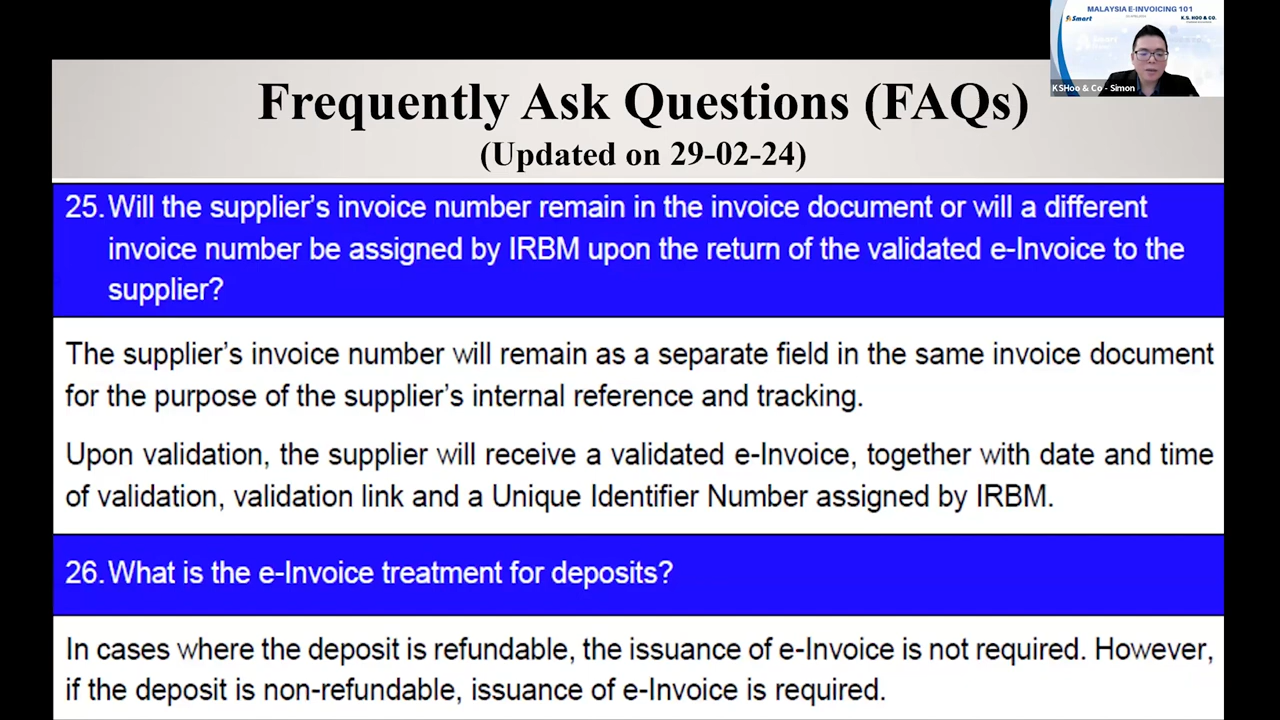 MALAYSIA E-INVOICING 101
Smart
K.S. HOO & CO.
KSHoo & Co - Simon
Frequently Ask Questions (FAQs)
(Updated on 29-02-24)
25. Will the supplier's invoice number remain in the invoice document or will a different
invoice number be assigned by IRBM upon the return of the validated e-Invoice to the
supplier?
The supplier's invoice number will remain as a separate field in the same invoice document
for the purpose of the supplier's internal reference and tracking.
Upon validation, the supplier will receive a validated e-Invoice, together with date and time
of validation, validation link and a Unique Identifier Number assigned by IRBM.
26. What is the e-Invoice treatment for deposits?
In cases where the deposit is refundable, the issuance of e-Invoice is not required. However,
if the deposit is non-refundable, issuance of e-Invoice is required.